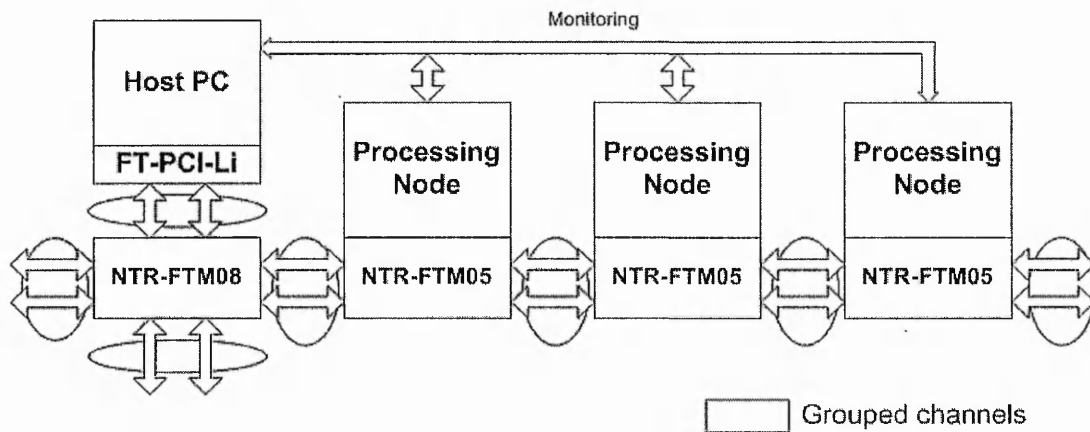 Monitoring
Host PC
FT-PCI-Li
Processing
Node
Processing
Node
Processing
Node
NTR-FTM08
NTR-FTM05
NTR-FTM05
NTR-FTM05
Grouped channels